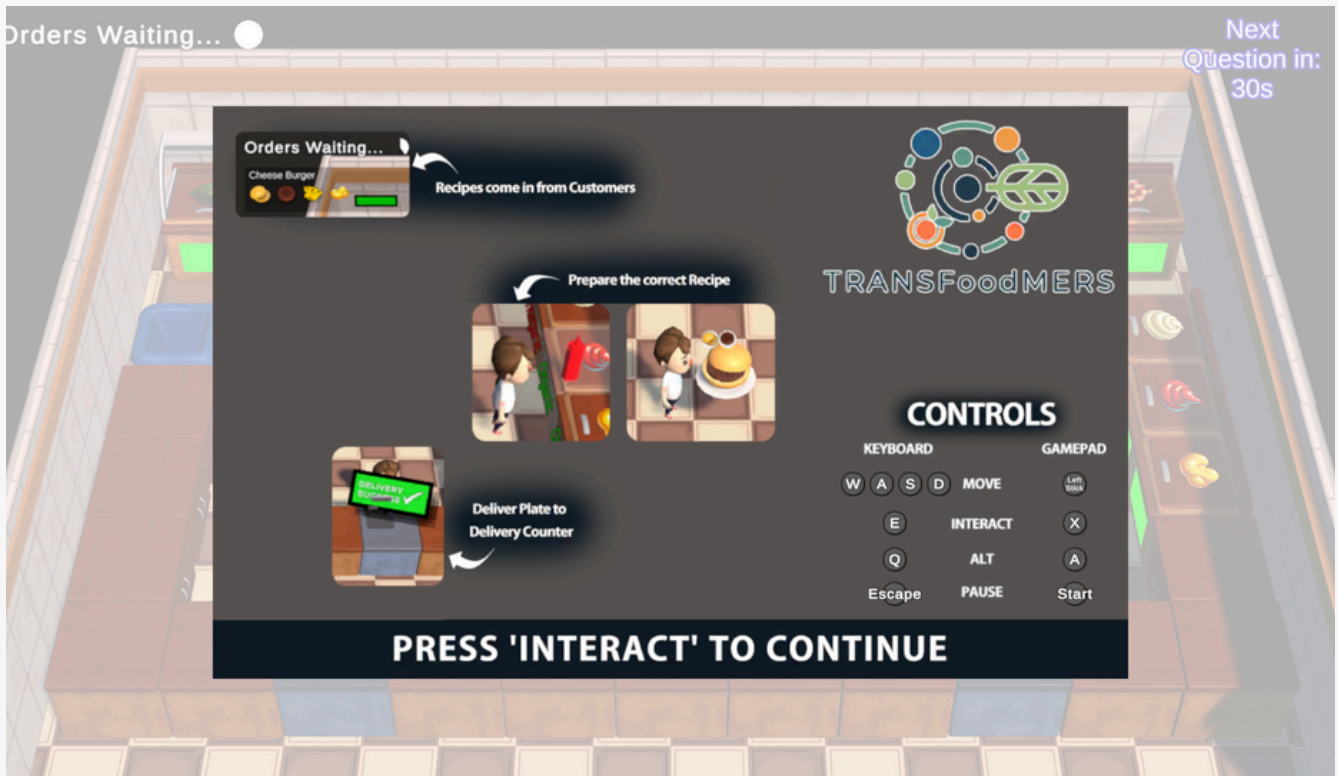 Orders Waiting...
Next
Question in:
30s
Orders Waiting...
Cheese Burger
Recipes come in from Customers
TRANSFoodMERS
Prepare the correct Recipe
DELIVERY
Deliver Plate to
Delivery Counter
CONTROLS
KEYBOARD GAMEPAD
W A S D MOVE Left Stick
E INTERACT X
Q ALT A
Escape PAUSE Start
PRESS 'INTERACT' TO CONTINUE